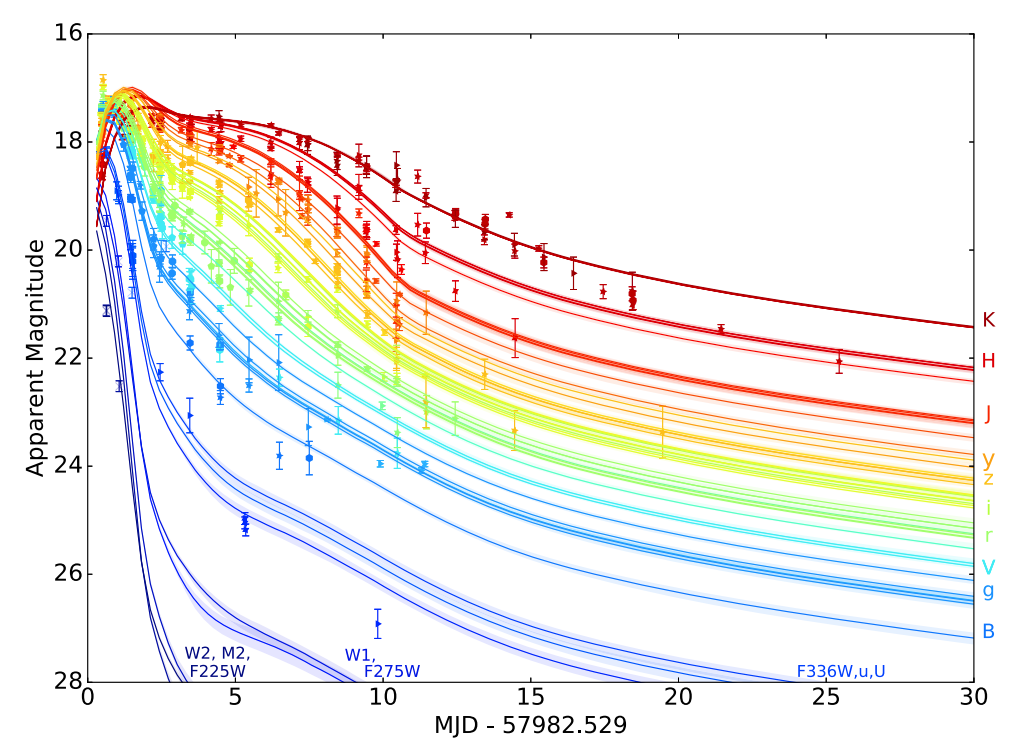 16
18
20
22
24
26
28
Apparent Magnitude
K
H
J
y
z
i
r
V
g
B
W2, M2,
F225W
W1,
F275W
F336W,u,U
0
5
10
15
20
25
30
MJD - 57982.529